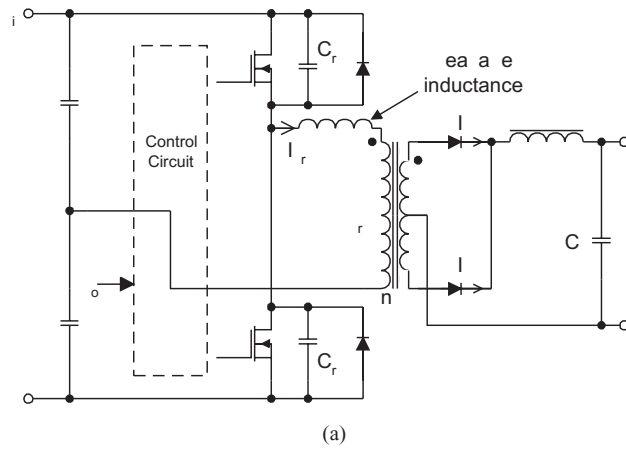 i
C r
ea a e
inductance
Control
Circuit
I r
I
r
C
o
I
n
C r
(a)